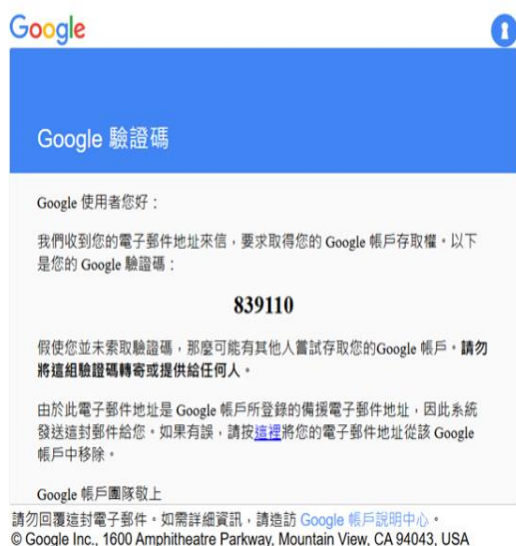 Google
Google 驗證碼
Google 使用者您好：
我們收到您的電子郵件地址來信，要求取得您的 Google 帳戶存取權。以下
是您的 Google 驗證碼：
839110
假使您並未索取驗證碼，那麼可能有其他人嘗試存取您的Google 帳戶。請勿
將這組驗證碼轉寄或提供給任何人。
由於此電子郵件地址是 Google 帳戶所登錄的備援電子郵件地址，因此系統
發送這封郵件給您。如果有誤，請按這裡將您的電子郵件地址從該 Google
帳戶中移除。
Google 帳戶團隊敬上
請勿回覆這封電子郵件。如需詳細資訊，請造訪 Google 帳戶說明中心。
© Google Inc., 1600 Amphitheatre Parkway, Mountain View, CA 94043, USA